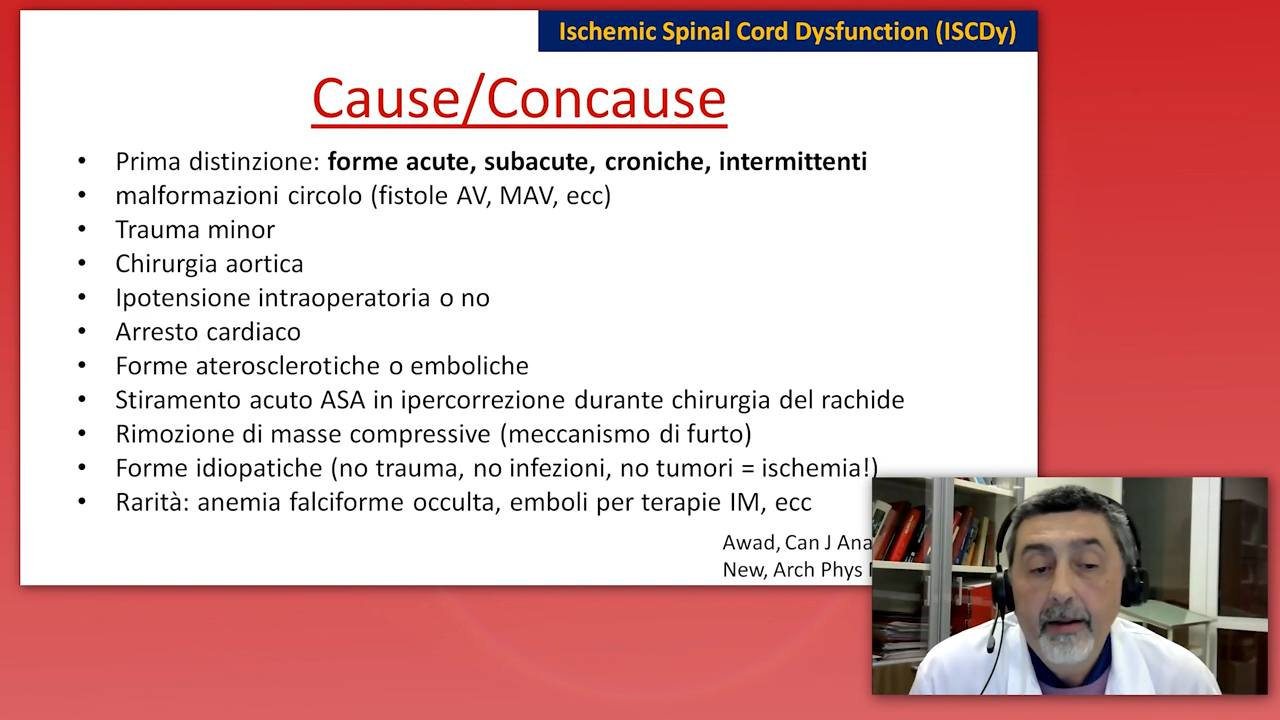 Ischemic Spinal Cord Dysfunction (ISCDy)
Cause/Concause
• Prima distinzione: forme acute, subacute, croniche, intermittenti
• malformazioni circolo (fistole AV, MAV, ecc)
• Trauma minor
• Chirurgia aortica
• Ipotensione intraoperatoria o no
• Arresto cardiaco
• Forme aterosclerotiche o emboliche
• Stiramento acuto ASA in ipercorrezione durante chirurgia del rachide
• Rimozione di masse compressive (meccanismo di furto)
• Forme idiopatiche (no trauma, no infezioni, no tumori = ischemia!)
• Rarità: anemia falciforme occulta, emboli per terapie IM, ecc
Awad, Can J Ana
New, Arch Phys